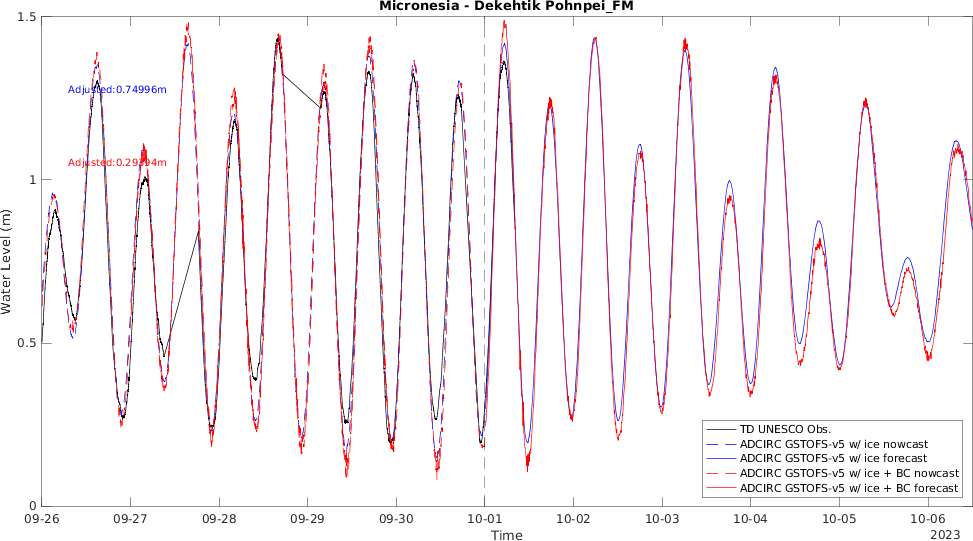 Micronesia - Dekehtik Pohnpei_FM
Water Level (m)
1.5
1
0.5
0
Adjusted:0.74996m
Adjusted:0.29394m
TD UNESCO Obs.
ADCIRC GSTOFS-v5 w/ ice nowcast
ADCIRC GSTOFS-v5 w/ ice forecast
ADCIRC GSTOFS-v5 w/ ice + BC nowcast
ADCIRC GSTOFS-v5 w/ ice + BC forecast
09-26 09-27 09-28 09-29 09-30 10-01 10-02 10-03 10-04 10-05 10-06
Time
2023